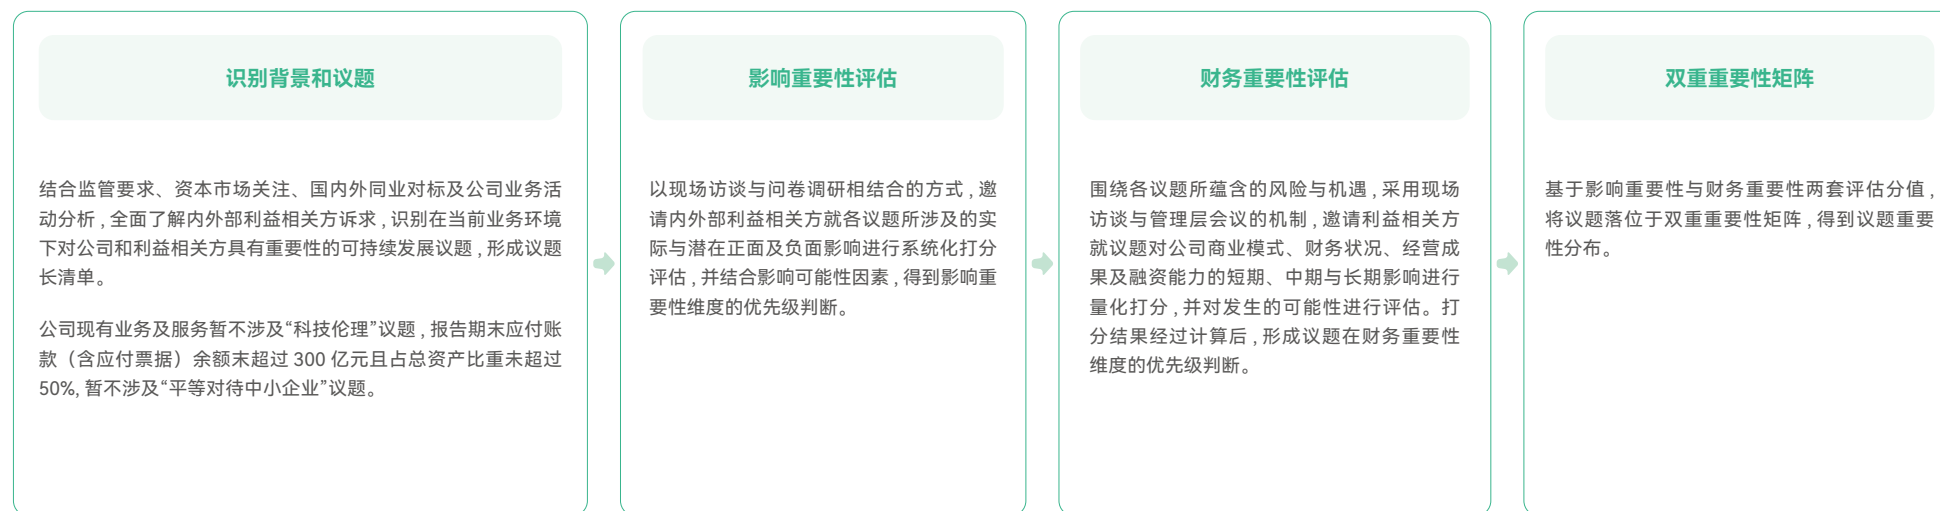 识别背景和议题
结合监管要求、资本市场关注、国内外同业对标及公司业务活
动分析,全面了解内外部利益相关方诉求,识别在当前业务环境
下对公司和利益相关方具有重要性的可持续发展议题,形成议题
长清单。
公司现有业务及服务暂不涉及“科技伦理”议题,报告期末应付账
款（含应付票据）余额末超过 300 亿元且占总资产比重未超过
50%, 暂不涉及“平等对待中小企业”议题。
影响重要性评估
以现场访谈与问卷调研相结合的方式,邀
请内外部利益相关方就各议题所涉及的实
际与潜在正面及负面影响进行系统化打分
评估,并结合影响可能性因素,得到影响重
要性维度的优先级判断。
财务重要性评估
围绕各议题所蕴含的风险与机遇,采用现场
访谈与管理层会议的机制,邀请利益相关方
就议题对公司商业模式、财务状况、经营成
果及融资能力的短期、中期与长期影响进行
量化打分,并对发生的可能性进行评估。打
分结果经过计算后,形成议题在财务重要性
维度的优先级判断。
双重重要性矩阵
基于影响重要性与财务重要性两套评估分值,
将议题落位于双重重要性矩阵,得到议题重要
性分布。